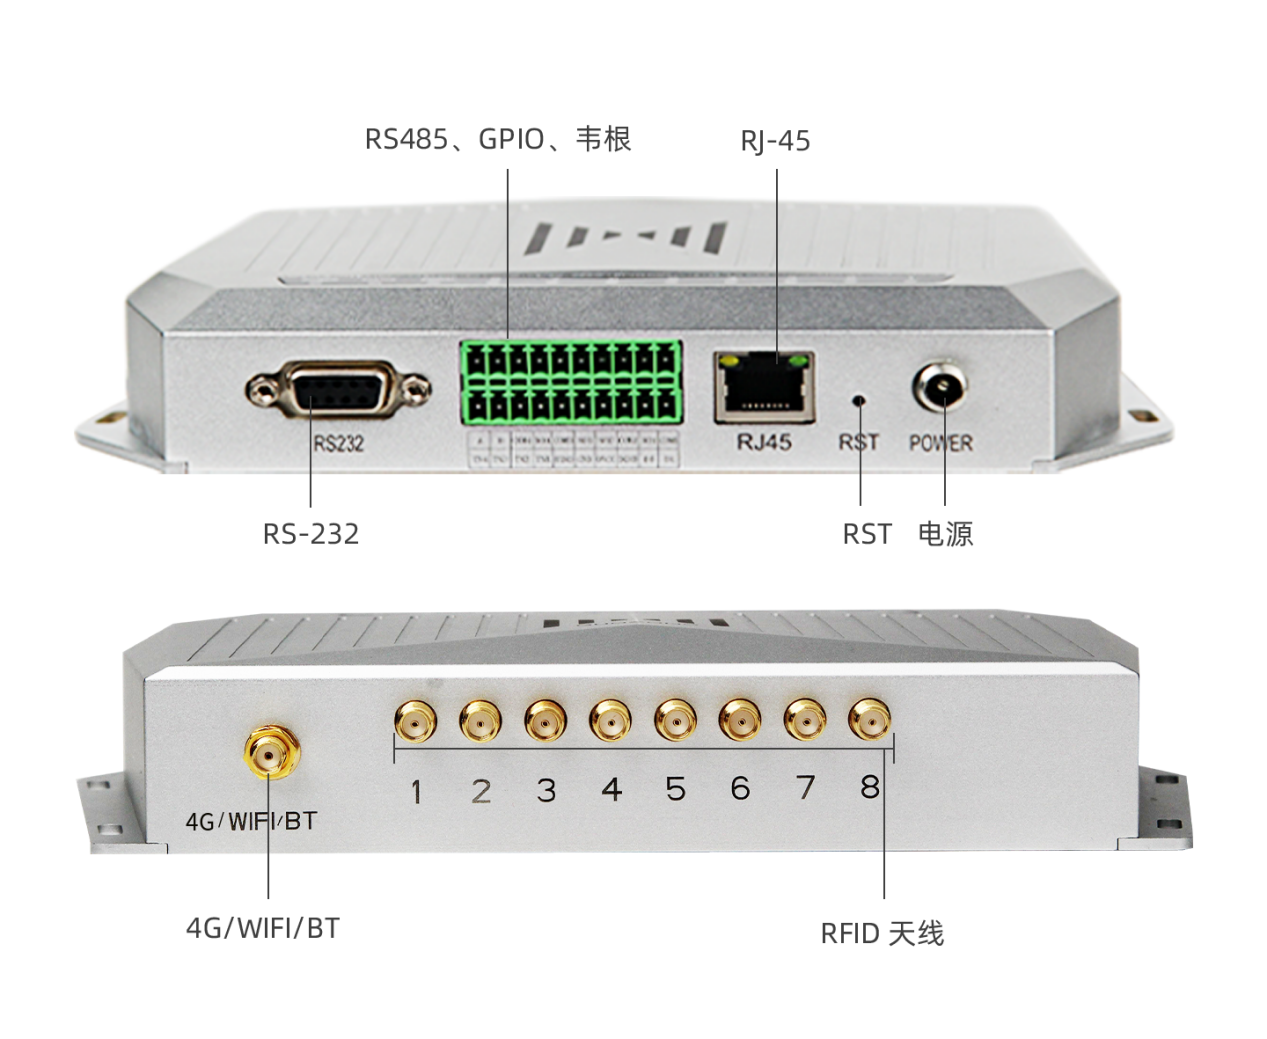 RS485、GPIO、韦根
RJ-45
RS232
RJ45
RST
POWER
RS-232
RST
电源
1 2 3 4 5 6 7 8
4G/WIFI/BT
4G/WIFI/BT
RFID 天线